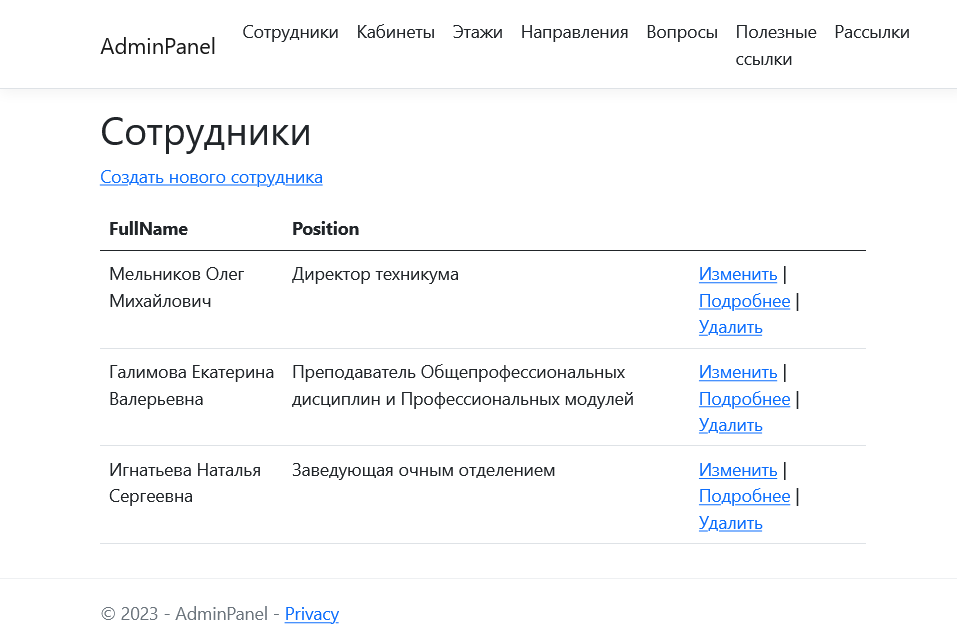 AdminPanel Сотрудники Кабинеты Этажи Направления Вопросы Полезные ссылки Рассылки
Сотрудники
Создать нового сотрудника
FullName Position
Мельников Олег Директор техникума Изменить |
Михайлович Подробнее |
Удалить
Галимова Екатерина Преподаватель Общепрофессиональных Изменить |
Валерьевна дисциплин и Профессиональных модулей Подробнее |
Удалить
Игнатьева Наталья Заведующая очным отделением Изменить |
Сергеевна Подробнее |
Удалить
© 2023 - AdminPanel - Privacy